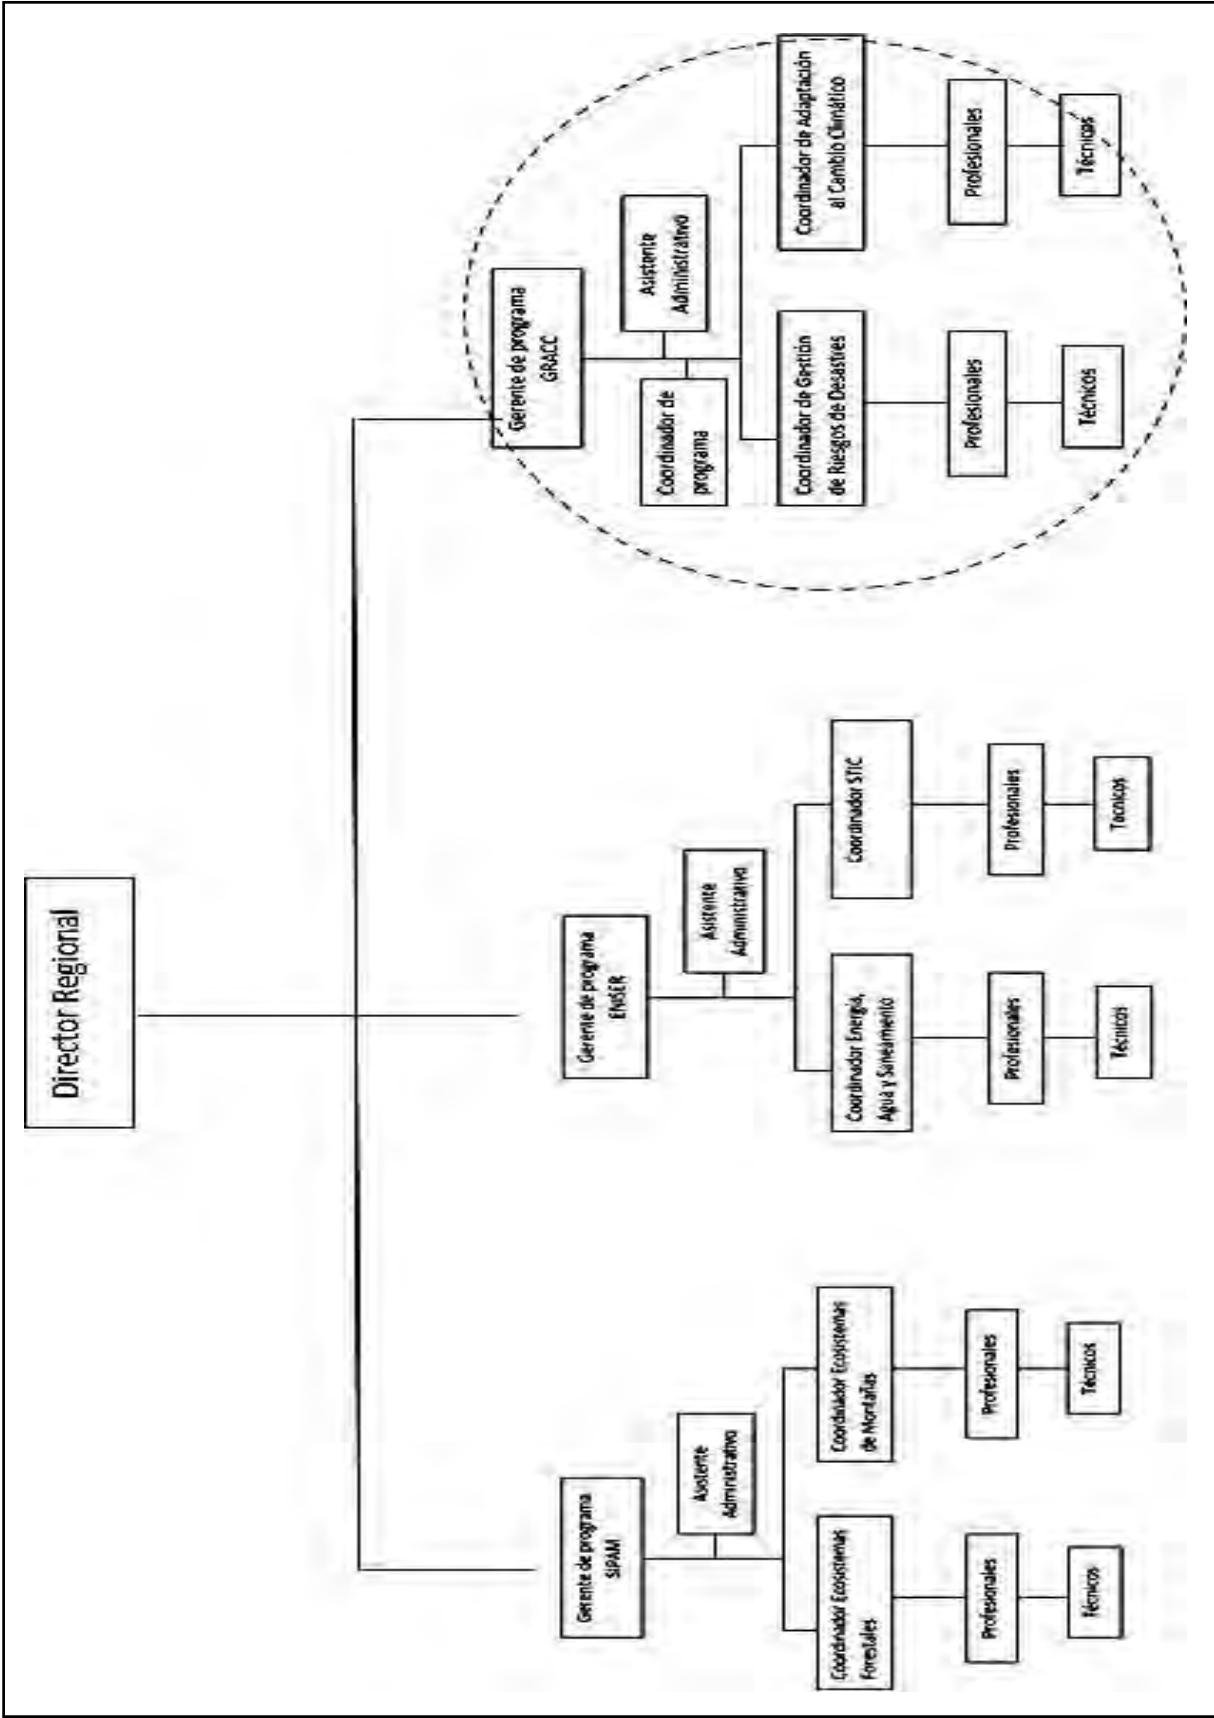 Director Regional
Gerente de programa
SIPAM
Asistente
Administrativo
Coordinador Ecosistemas
Forestales
Profesionales
Técnicos
Coordinador Ecosistemas
de Montañas
Profesionales
Técnicos
Gerente de programa
ENISER
Asistente
Administrativo
Coordinador Energia,
Agua y Saneamento
Profesionales
Técnicos
Coordinador STIC
Profesionales
Técnicos
Gerente de programa
GRACC
Asistente
Administrativo
Coordinador de
programa
Coordinador de Gestión
de Riesgos de Desastres
Profesionales
Técnicos
Coordinador de Adaptación
al Cambio Climático
Profesionales
Técnicos